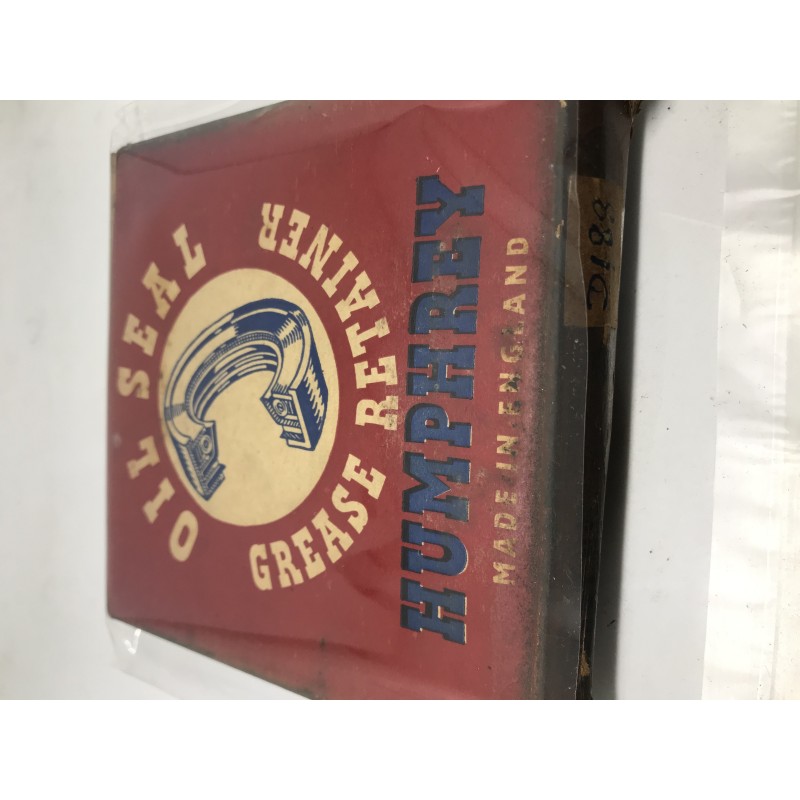 OIL SEAL
GREASE RETAINER
HUMPHREY
MADE IN ENGLAND
D188